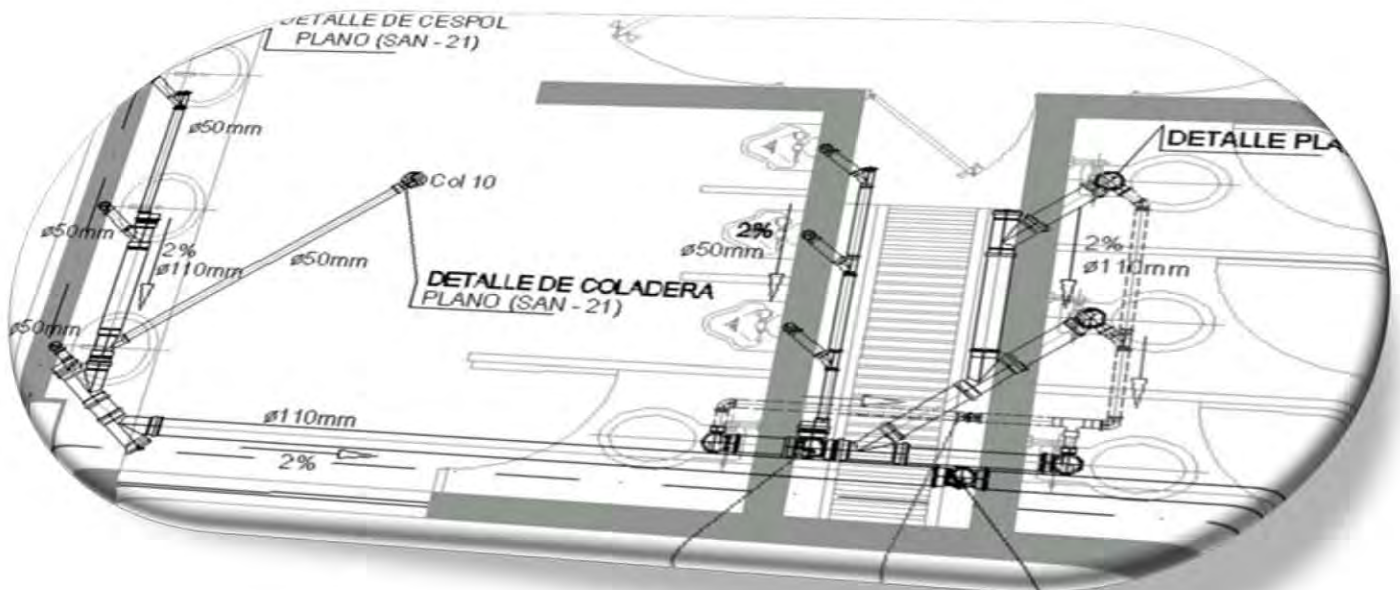 DETALLE DE CESPOL
PLANO (SAN - 21)
ø50mm
Col 10
ø50mm
2%
ø110mm
ø50mm
ø50mm
DETALLE DE COLADERA
PLANO (SAN - 21)
2%
ø50mm
DETALLE PLA
2%
ø110mm
ø110mm
2%